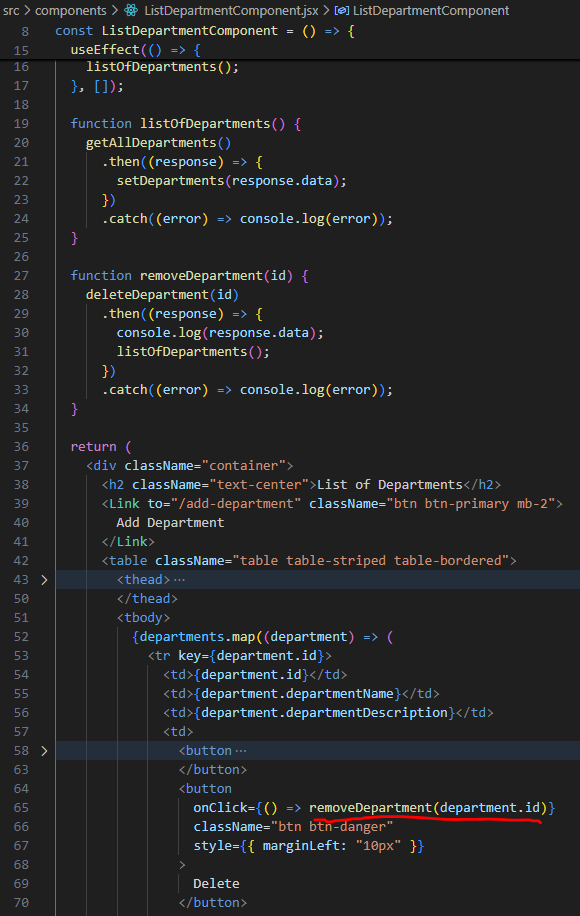 src > components > ListDepartmentComponent.jsx > ListDepartmentComponent
8 const ListDepartmentComponent = () => {
15 useEffect(() => {
16 listOfDepartments();
17 }, []);
18
19 function listOfDepartments() {
20 getAllDepartments()
21 .then((response) => {
22 setDepartments(response.data);
23 })
24 .catch((error) => console.log(error));
25 }
26
27 function removeDepartment(id) {
28 deleteDepartment(id)
29 .then((response) => {
30 console.log(response.data);
31 listOfDepartments();
32 })
33 .catch((error) => console.log(error));
34 }
35
36 return (
37 <div className="container">
38 <h2 className="text-center">List of Departments</h2>
39 <Link to="/add-department" className="btn btn-primary mb-2">
40 Add Department
41 </Link>
42 <table className="table table-striped table-bordered">
43 > <thead>⋯
50 </thead>
51 <tbody>
52 {departments.map((department) => (
53 <tr key={department.id}>
54 <td>{department.id}</td>
55 <td>{department.departmentName}</td>
56 <td>{department.departmentDescription}</td>
57 <td>
58 > <button⋯
63 </button>
64 <button
65 onClick={() => removeDepartment(department.id)}
66 className="btn btn-danger"
67 style={{ marginLeft: "10px" }}
68 >
69 Delete
70 </button>